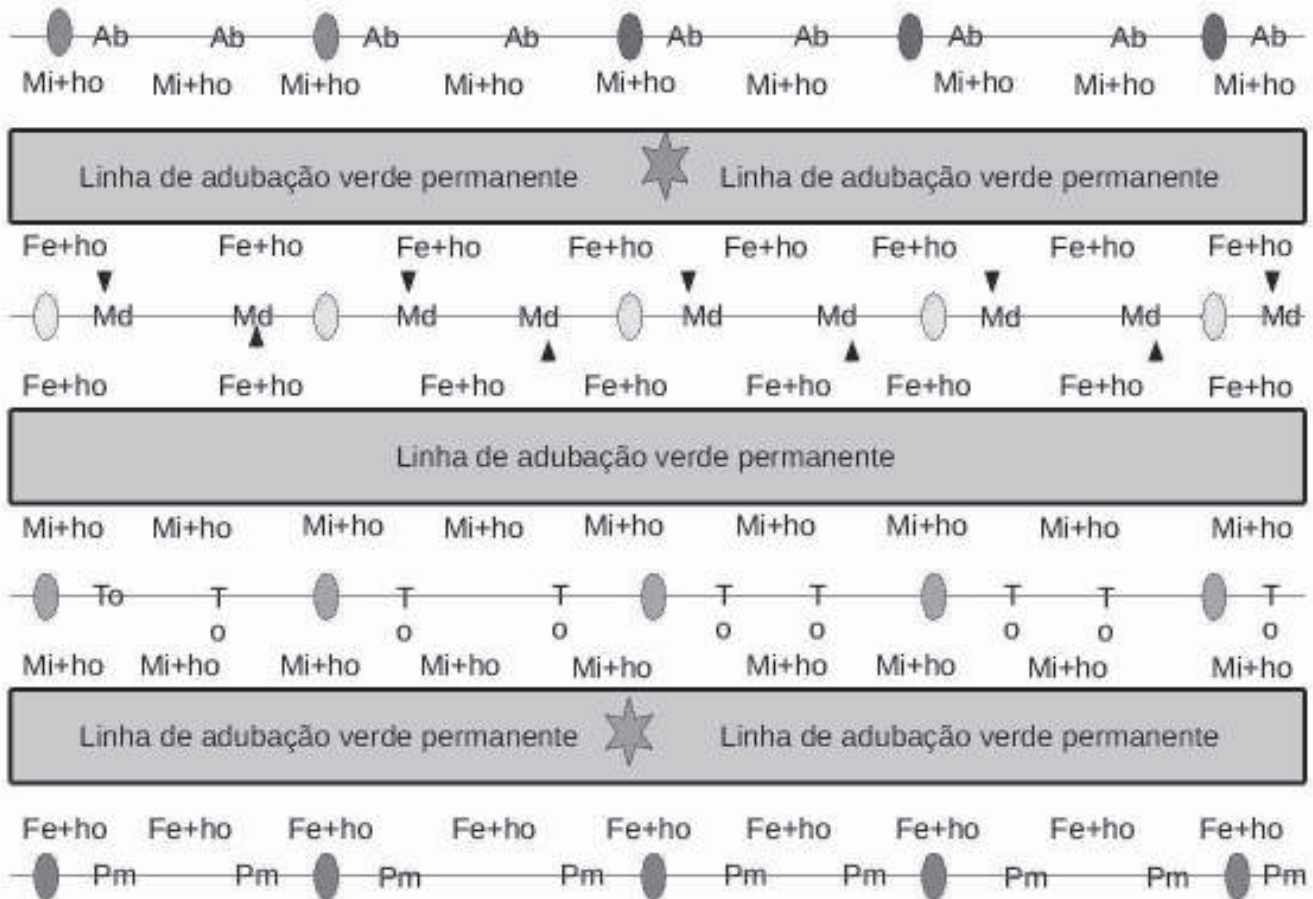 Ab Ab Ab Ab Ab Ab Ab Ab Ab
Mi+ho Mi+ho Mi+ho Mi+ho Mi+ho Mi+ho Mi+ho Mi+ho Mi+ho
Linha de adubação verde permanente Linha de adubação verde permanente
Fe+ho Fe+ho Fe+ho Fe+ho Fe+ho Fe+ho Fe+ho Fe+ho
Md Md Md Md Md Md Md Md Md
Fe+ho Fe+ho Fe+ho Fe+ho Fe+ho Fe+ho Fe+ho Fe+ho
Linha de adubação verde permanente
Mi+ho Mi+ho Mi+ho Mi+ho Mi+ho Mi+ho Mi+ho Mi+ho Mi+ho
To T T T T T T T T
o o o o o o o o
Mi+ho Mi+ho Mi+ho Mi+ho Mi+ho Mi+ho Mi+ho Mi+ho Mi+ho
Linha de adubação verde permanente Linha de adubação verde permanente
Fe+ho Fe+ho Fe+ho Fe+ho Fe+ho Fe+ho Fe+ho Fe+ho Fe+ho
Pm Pm Pm Pm Pm Pm Pm Pm Pm